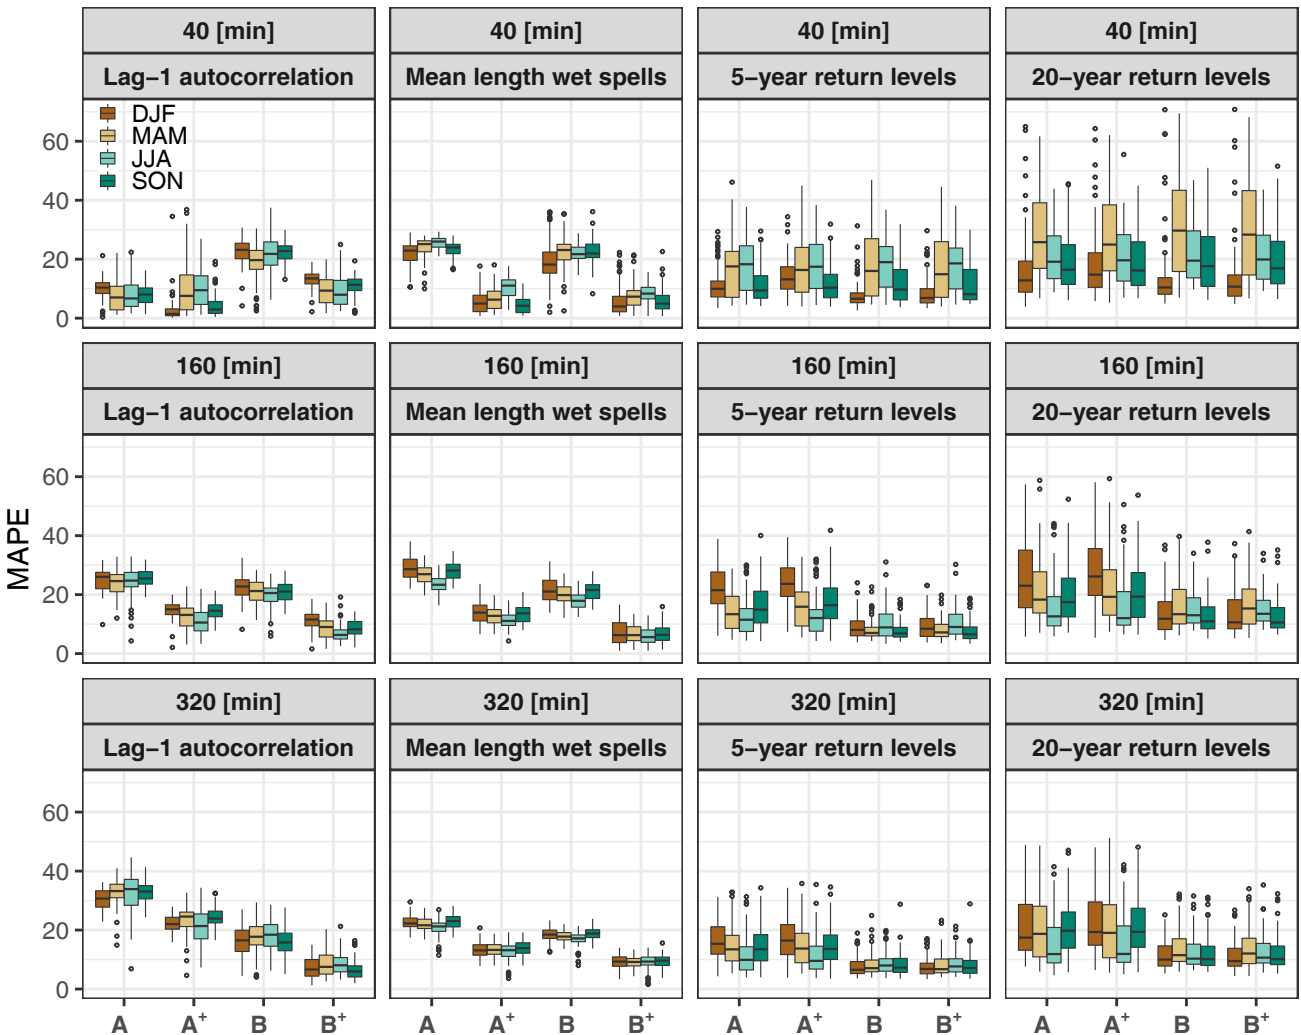 40 [min] 40 [min] 40 [min] 40 [min]
Lag−1 autocorrelation Mean length wet spells 5−year return levels 20−year return levels
DJF
MAM
JJA
SON
60
40
20
0
160 [min] 160 [min] 160 [min] 160 [min]
Lag−1 autocorrelation Mean length wet spells 5−year return levels 20−year return levels
MAPE
60
40
20
0
320 [min] 320 [min] 320 [min] 320 [min]
Lag−1 autocorrelation Mean length wet spells 5−year return levels 20−year return levels
60
40
20
0
A A⁺ B B⁺ A A⁺ B B⁺ A A⁺ B B⁺ A A⁺ B B⁺